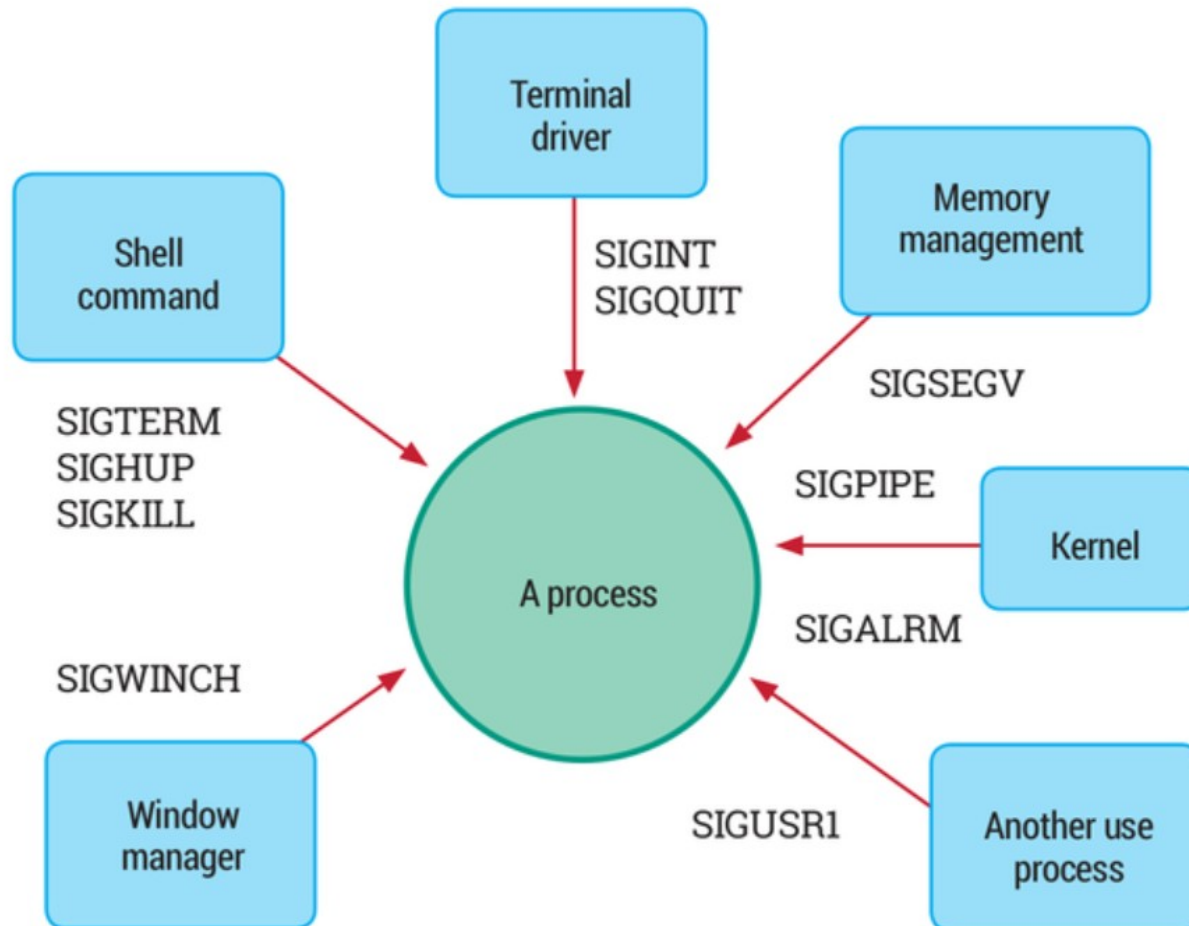 Terminal
driver
Memory
management
Shell
command
SIGINT
SIGQUIT
SIGSEGV
SIGTERM
SIGHUP
SIGKILL
SIGPIPE
Kernel
A process
SIGALRM
SIGWINCH
Window
manager
SIGUSR1
Another use
process